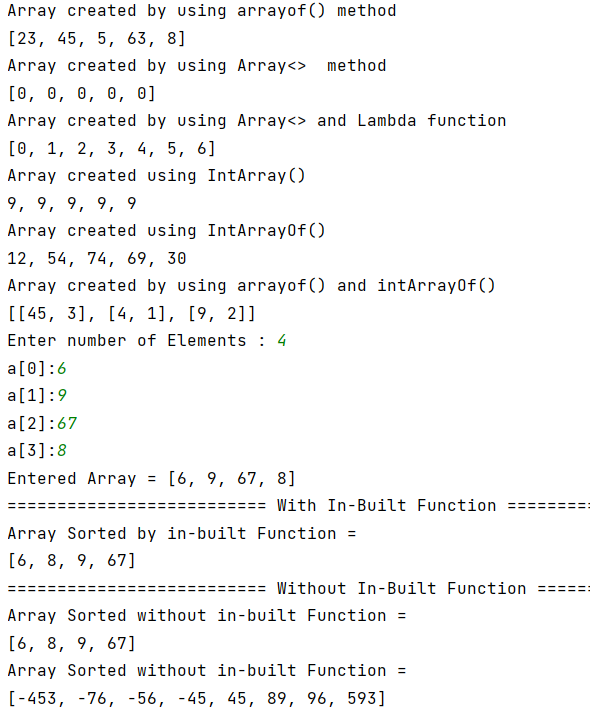 Array created by using arrayof() method
[23, 45, 5, 63, 8]
Array created by using Array<>  method
[0, 0, 0, 0, 0]
Array created by using Array<> and Lambda function
[0, 1, 2, 3, 4, 5, 6]
Array created using IntArray()
9, 9, 9, 9, 9
Array created using IntArrayOf()
12, 54, 74, 69, 30
Array created by using arrayof() and intArrayOf()
[[45, 3], [4, 1], [9, 2]]
Enter number of Elements : 4
a[0]:6
a[1]:9
a[2]:67
a[3]:8
Entered Array = [6, 9, 67, 8]
========================== With In-Built Function =========
Array Sorted by in-built Function =
[6, 8, 9, 67]
========================== Without In-Built Function ======
Array Sorted without in-built Function =
[6, 8, 9, 67]
Array Sorted without in-built Function =
[-453, -76, -56, -45, 45, 89, 96, 593]